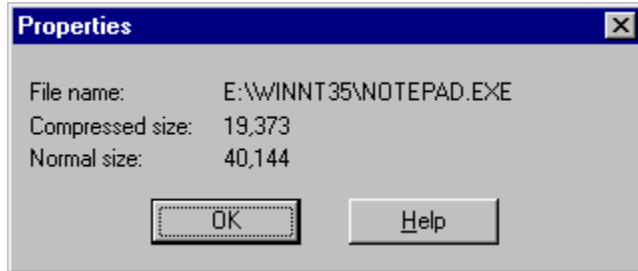 Properties
File name: E:\WINNT35\NOTEPAD.EXE
Compressed size: 19,373
Normal size: 40,144
OK Help